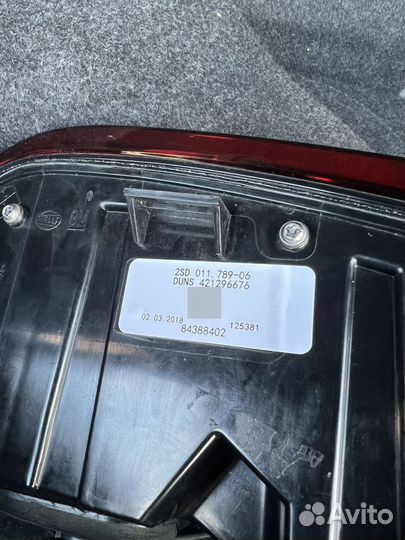 HELLA
2SD 011.789-06
DUNS 421296676
02.03.2018
125381
84388402
Avito